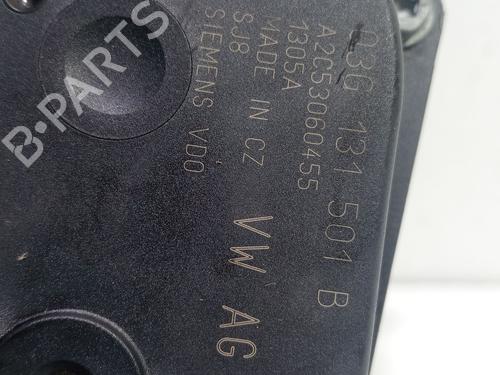 03G 131 501 B
A2C53060455
1305A
MADE IN CZ
SJ8
SIEMENS VDO
VW AG
B-PARTS